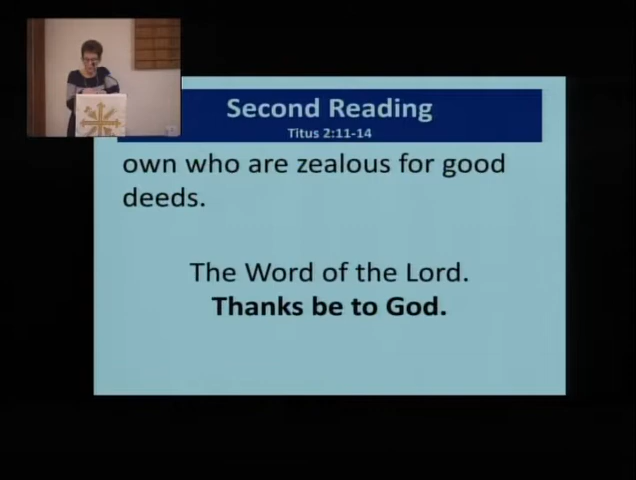 Second Reading
Titus 2:11-14
own who are zealous for good
deeds.
The Word of the Lord.
Thanks be to God.